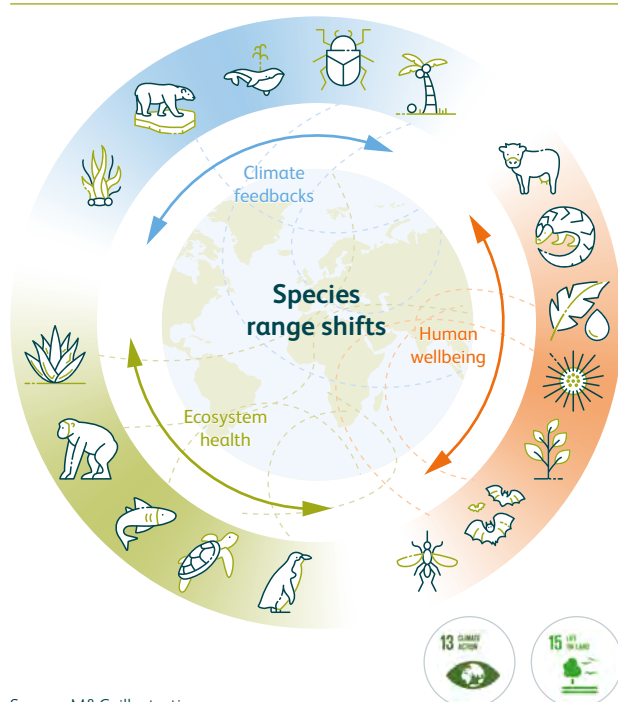 Climate
feedbacks
Species
range shifts
Human
wellbeing
Ecosystem
health
13 CLIMATE
ACTION
15 LIFE
ON LAND